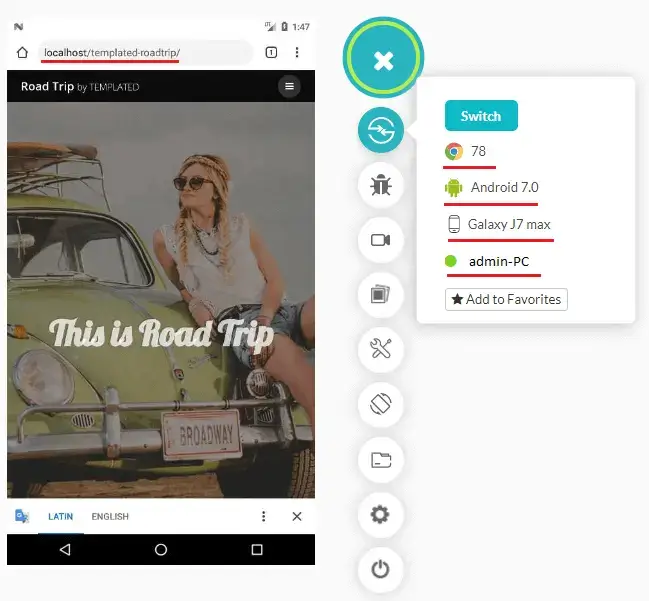 1:47
localhost/templated-roadtrip/
1
Road Trip by TEMPLATED
This is Road Trip
BROADWAY
LATIN
ENGLISH
Switch
78
Android 7.0
Galaxy J7 max
admin-PC
Add to Favorites